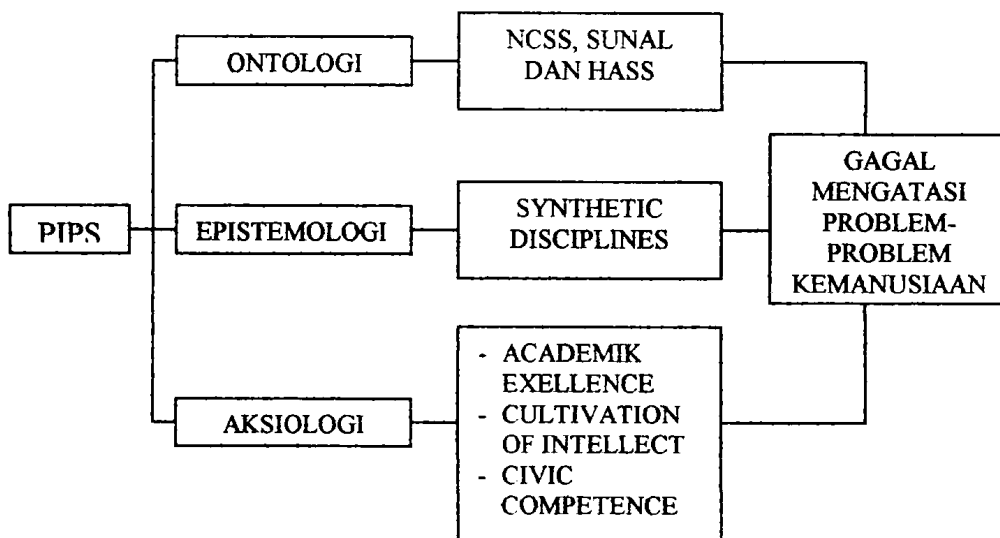 PIPS
ONTOLOGI
NCSS, SUNAL
DAN HASS
EPISTEMOLOGI
SYNTHETIC
DISCIPLINES
AKSIOLOGI
- ACADEMIK
EXELLENCE
- CULTIVATION
OF INTELLECT
- CIVIC
COMPETENCE
GAGAL
MENGATASI
PROBLEM-
PROBLEM
KEMANUSIAAN